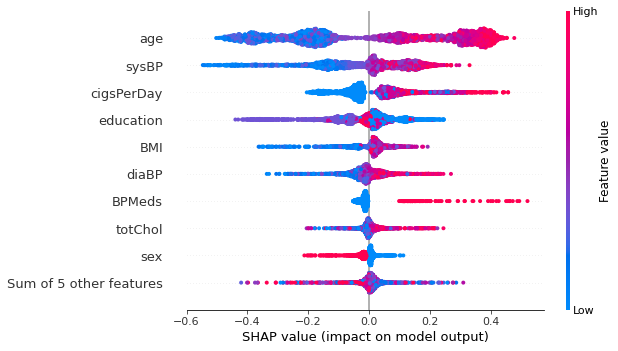 High
age
sysBP
cigsPerDay
education
BMI
diaBP
BPMeds
totChol
sex
Sum of 5 other features
Feature value
Low
−0.6 −0.4 −0.2 0.0 0.2 0.4
SHAP value (impact on model output)